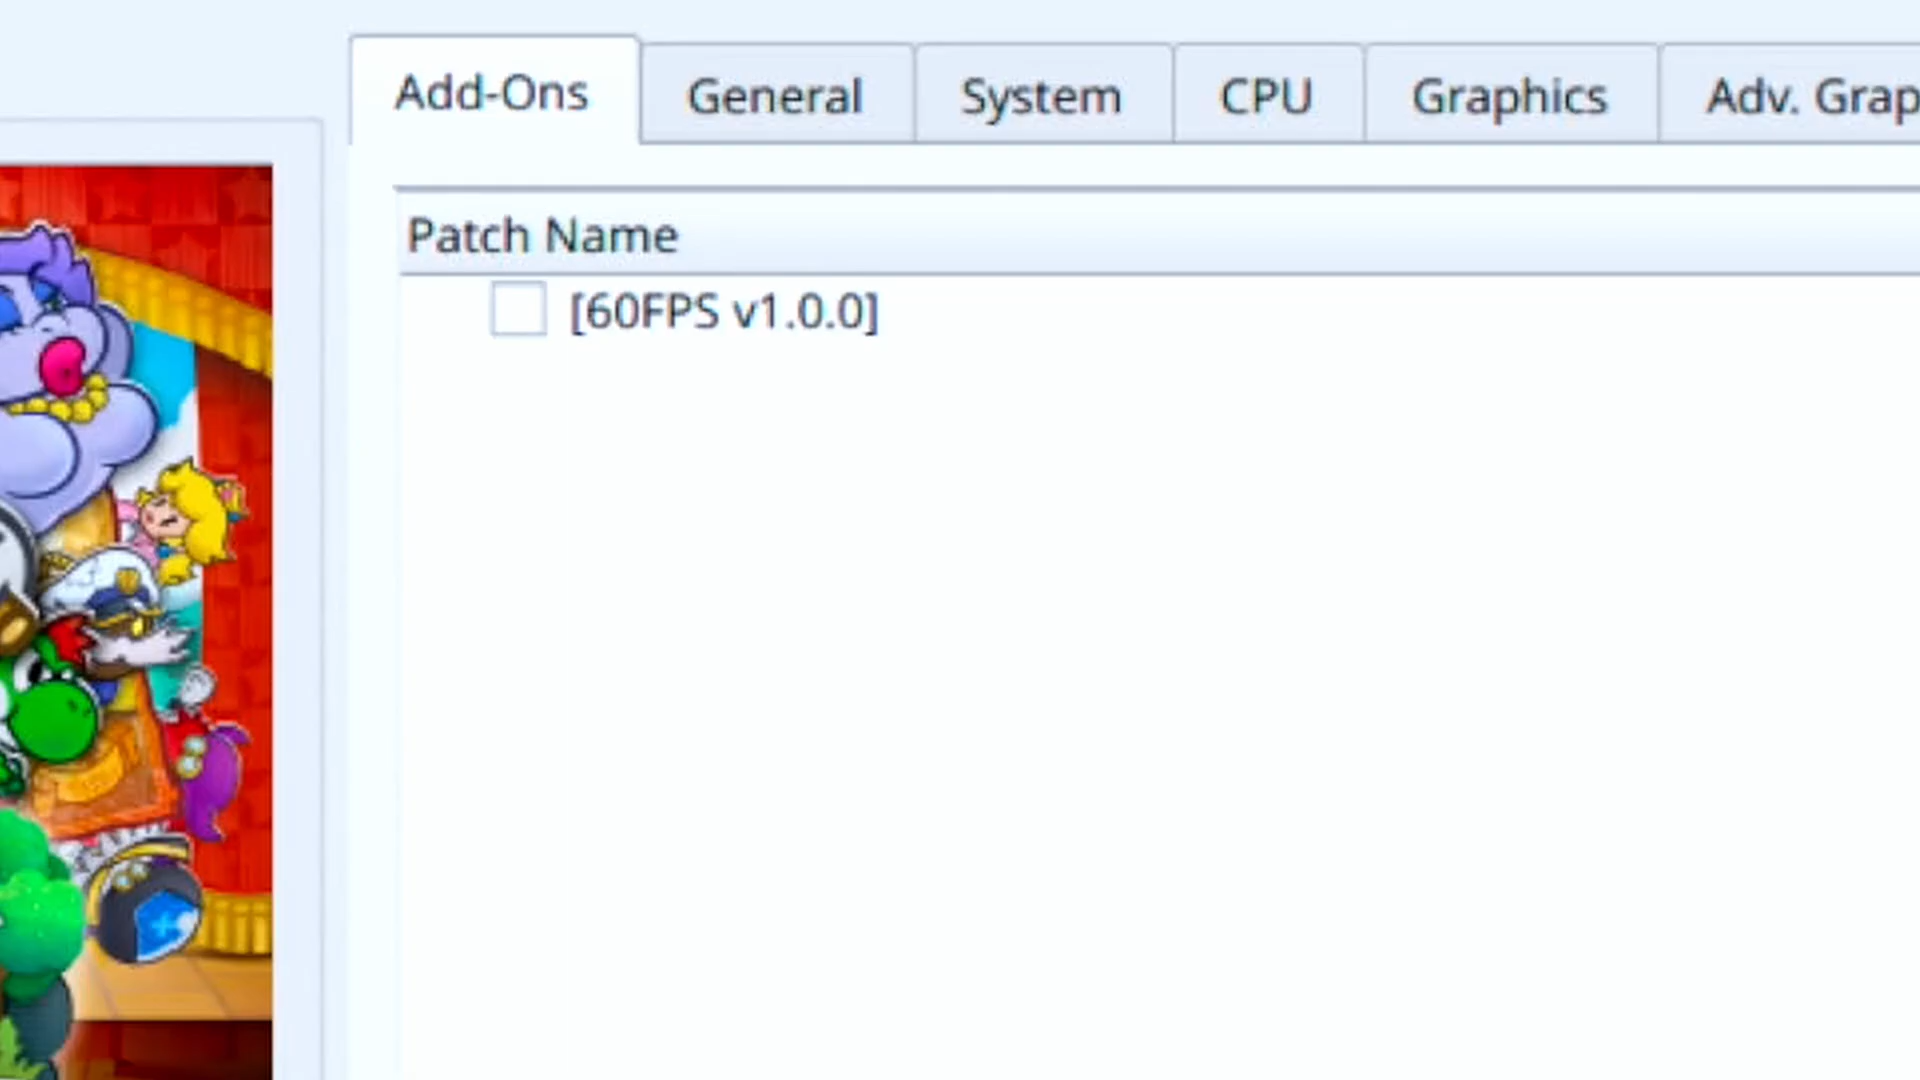 Add-Ons General System CPU Graphics Adv. Grap
Patch Name
[60FPS v1.0.0]